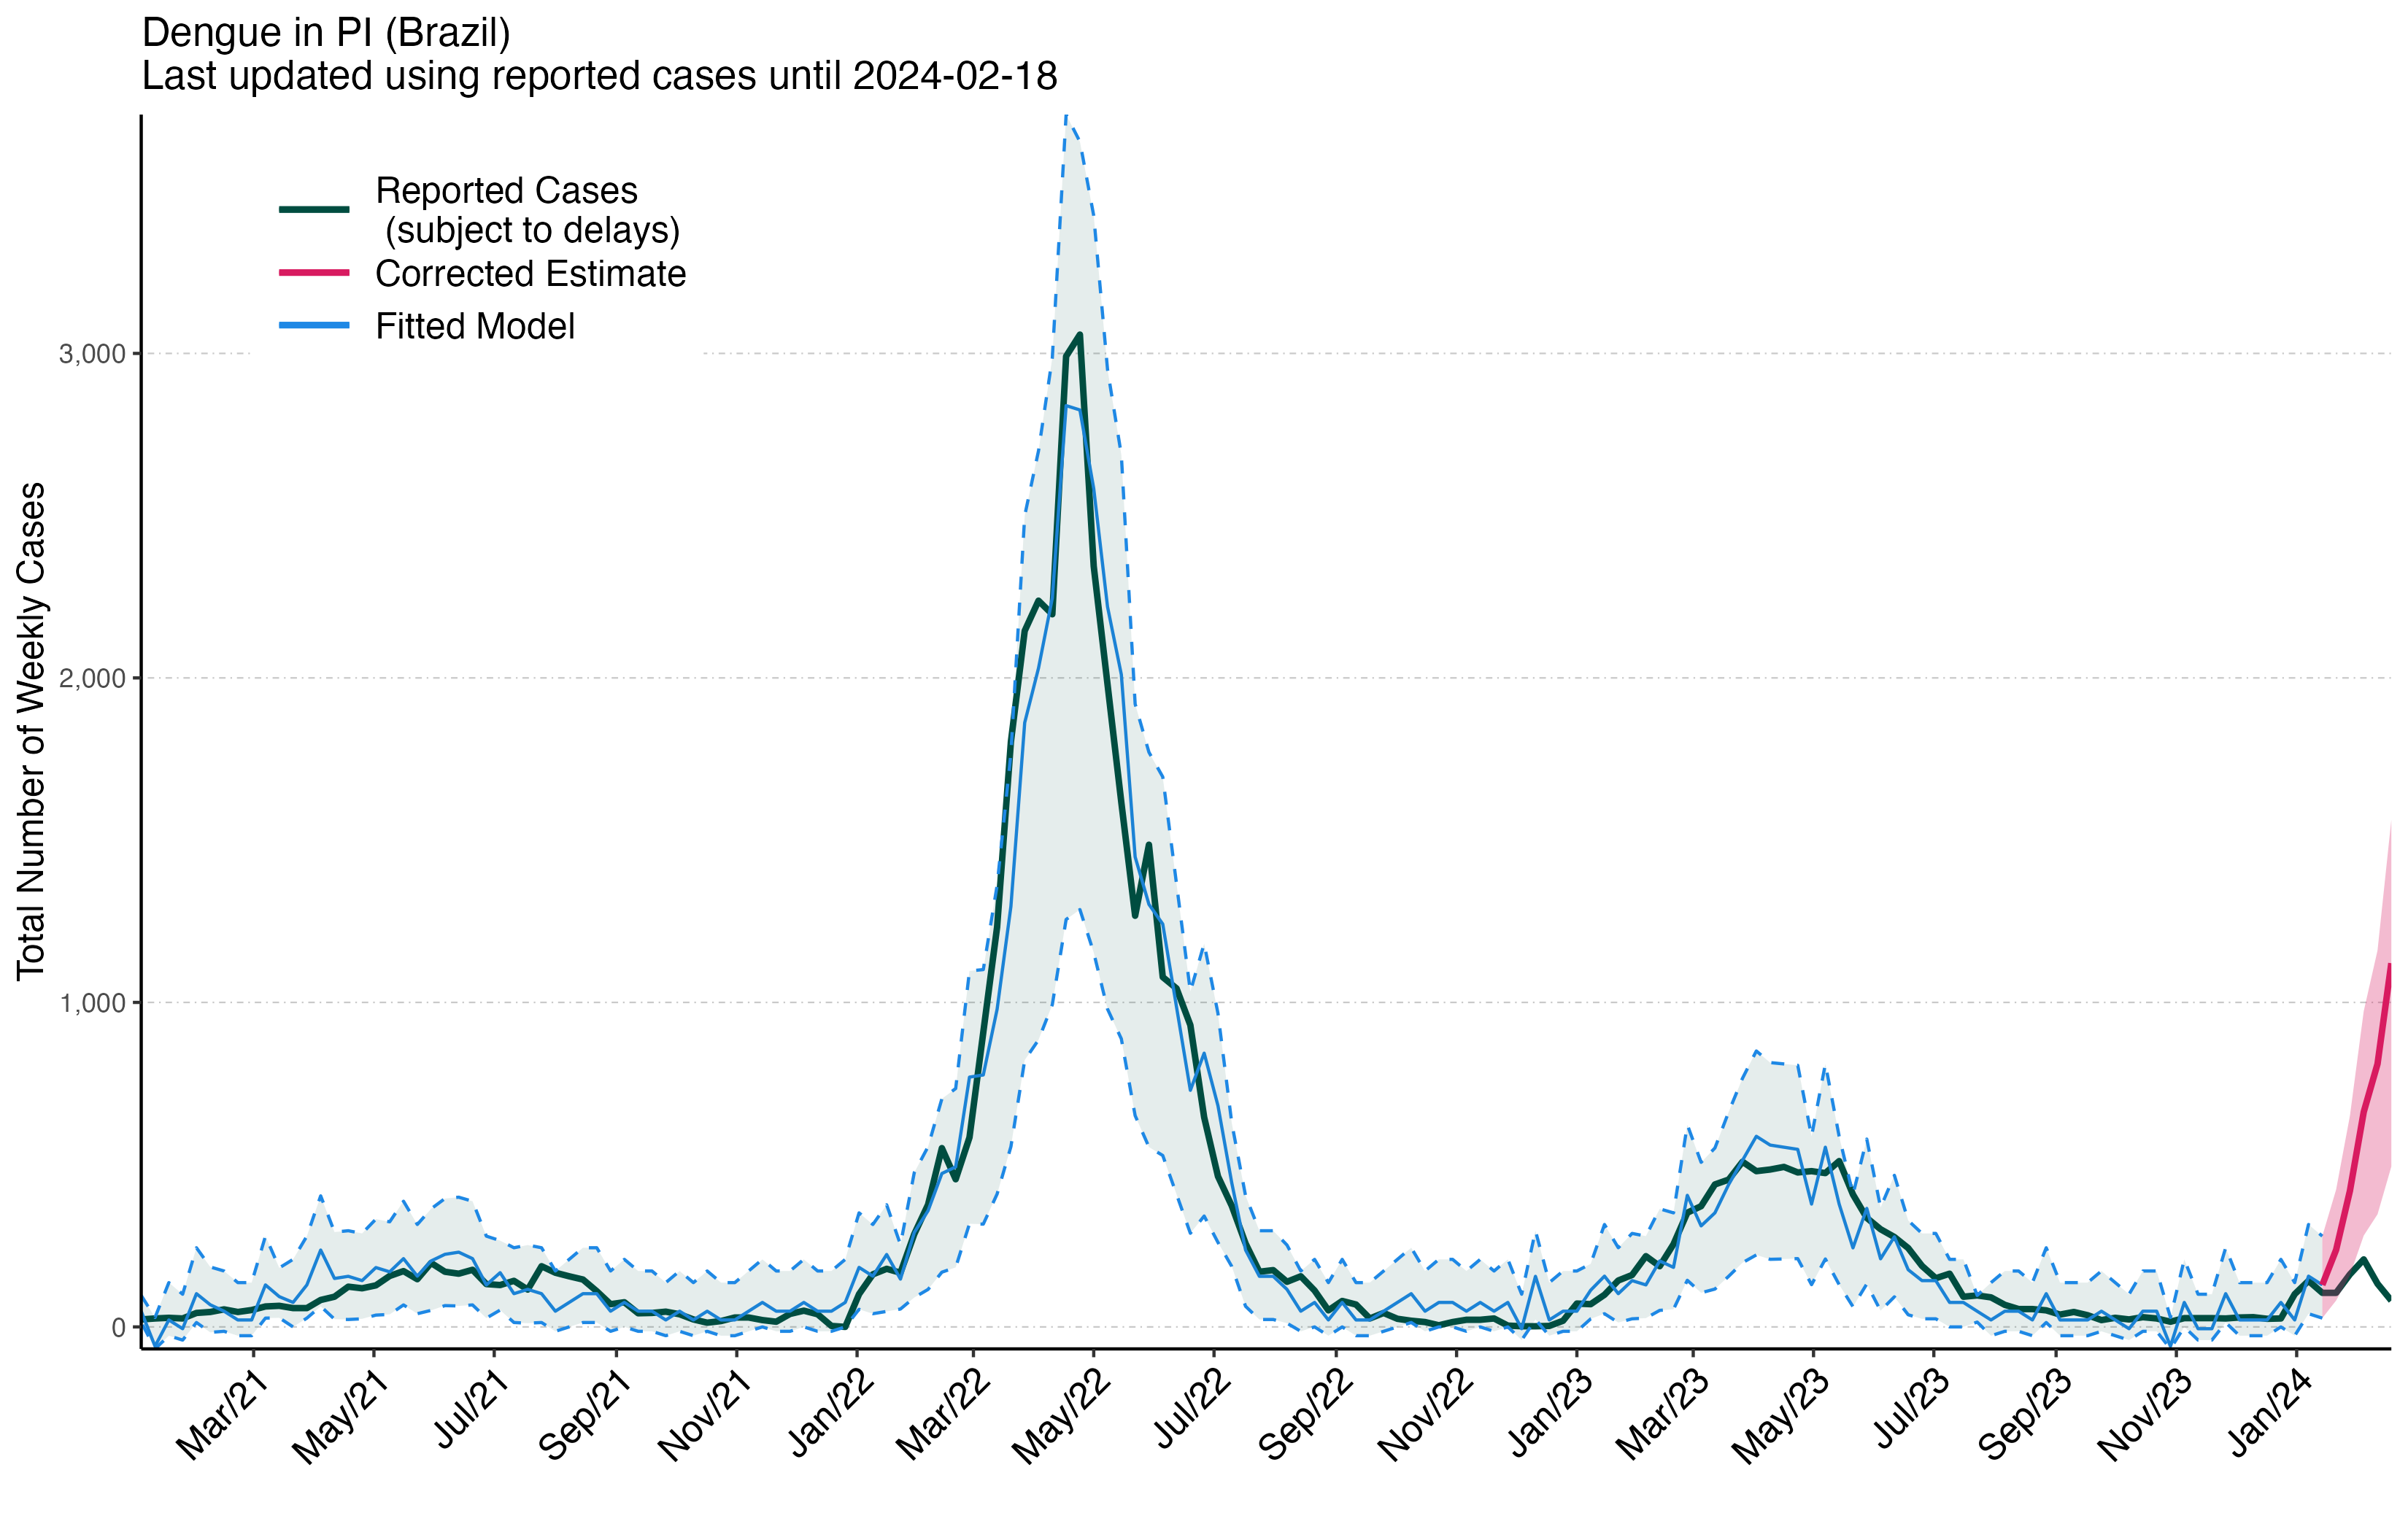 Dengue in PI (Brazil)
Last updated using reported cases until 2024-02-18
Reported Cases
(subject to delays)
Corrected Estimate
Fitted Model
Total Number of Weekly Cases
3,000
2,000
1,000
0
Mar/21
May/21
Jul/21
Sep/21
Nov/21
Jan/22
Mar/22
May/22
Jul/22
Sep/22
Nov/22
Jan/23
Mar/23
May/23
Jul/23
Sep/23
Nov/23
Jan/24